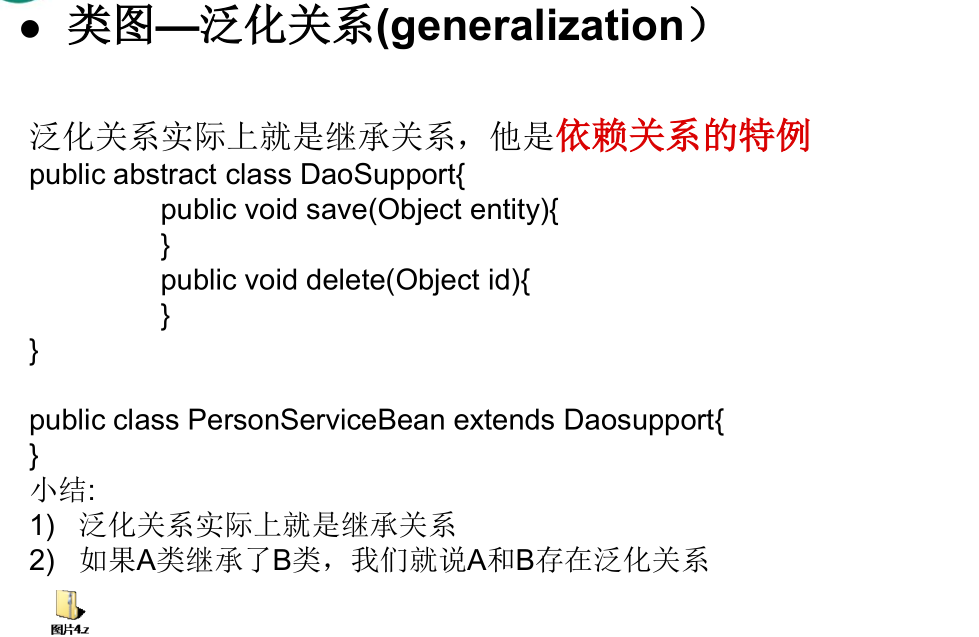 ● 类图—泛化关系(generalization）
泛化关系实际上就是继承关系，他是依赖关系的特例
public abstract class DaoSupport{
public void save(Object entity){
}
public void delete(Object id){
}
}
public class PersonServiceBean extends Daosupport{
}
小结:
1) 泛化关系实际上就是继承关系
2) 如果A类继承了B类，我们就说A和B存在泛化关系
图片4.z